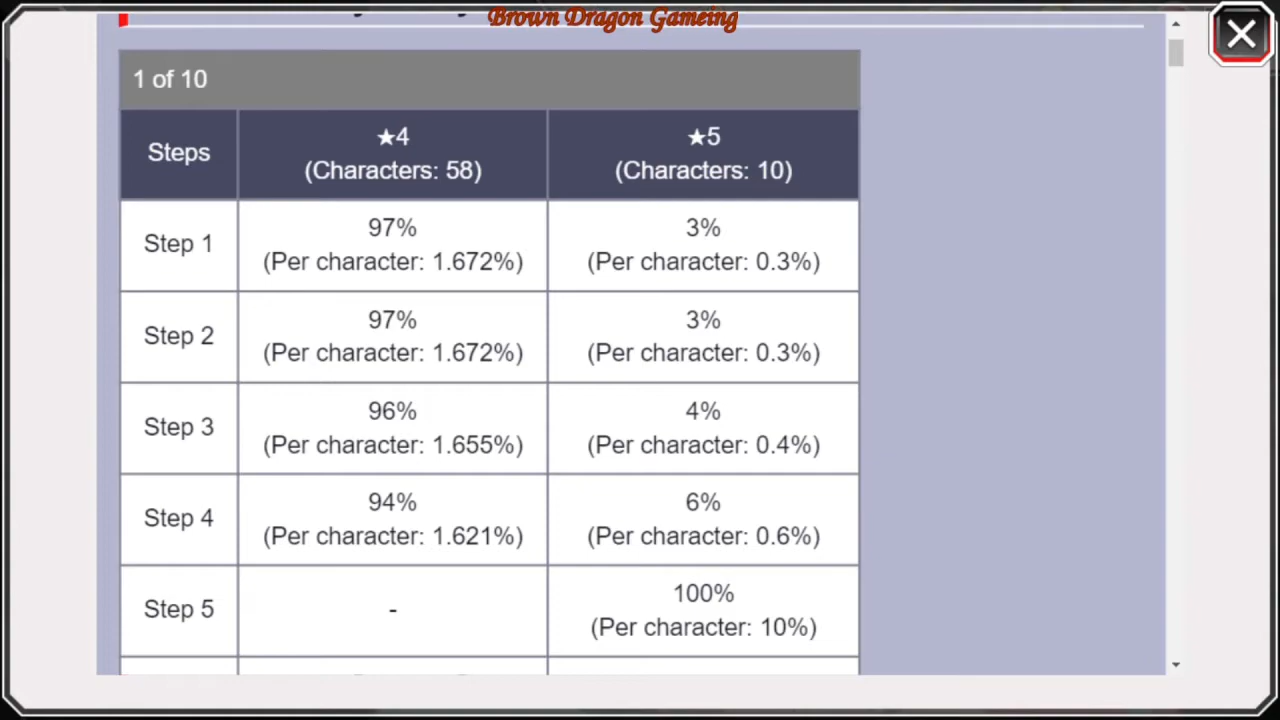 Brown Dragon Gameing
1 of 10
Steps
★4
(Characters: 58)
★5
(Characters: 10)
Step 1
97%
(Per character: 1.672%)
3%
(Per character: 0.3%)
Step 2
97%
(Per character: 1.672%)
3%
(Per character: 0.3%)
Step 3
96%
(Per character: 1.655%)
4%
(Per character: 0.4%)
Step 4
94%
(Per character: 1.621%)
6%
(Per character: 0.6%)
Step 5
-
100%
(Per character: 10%)